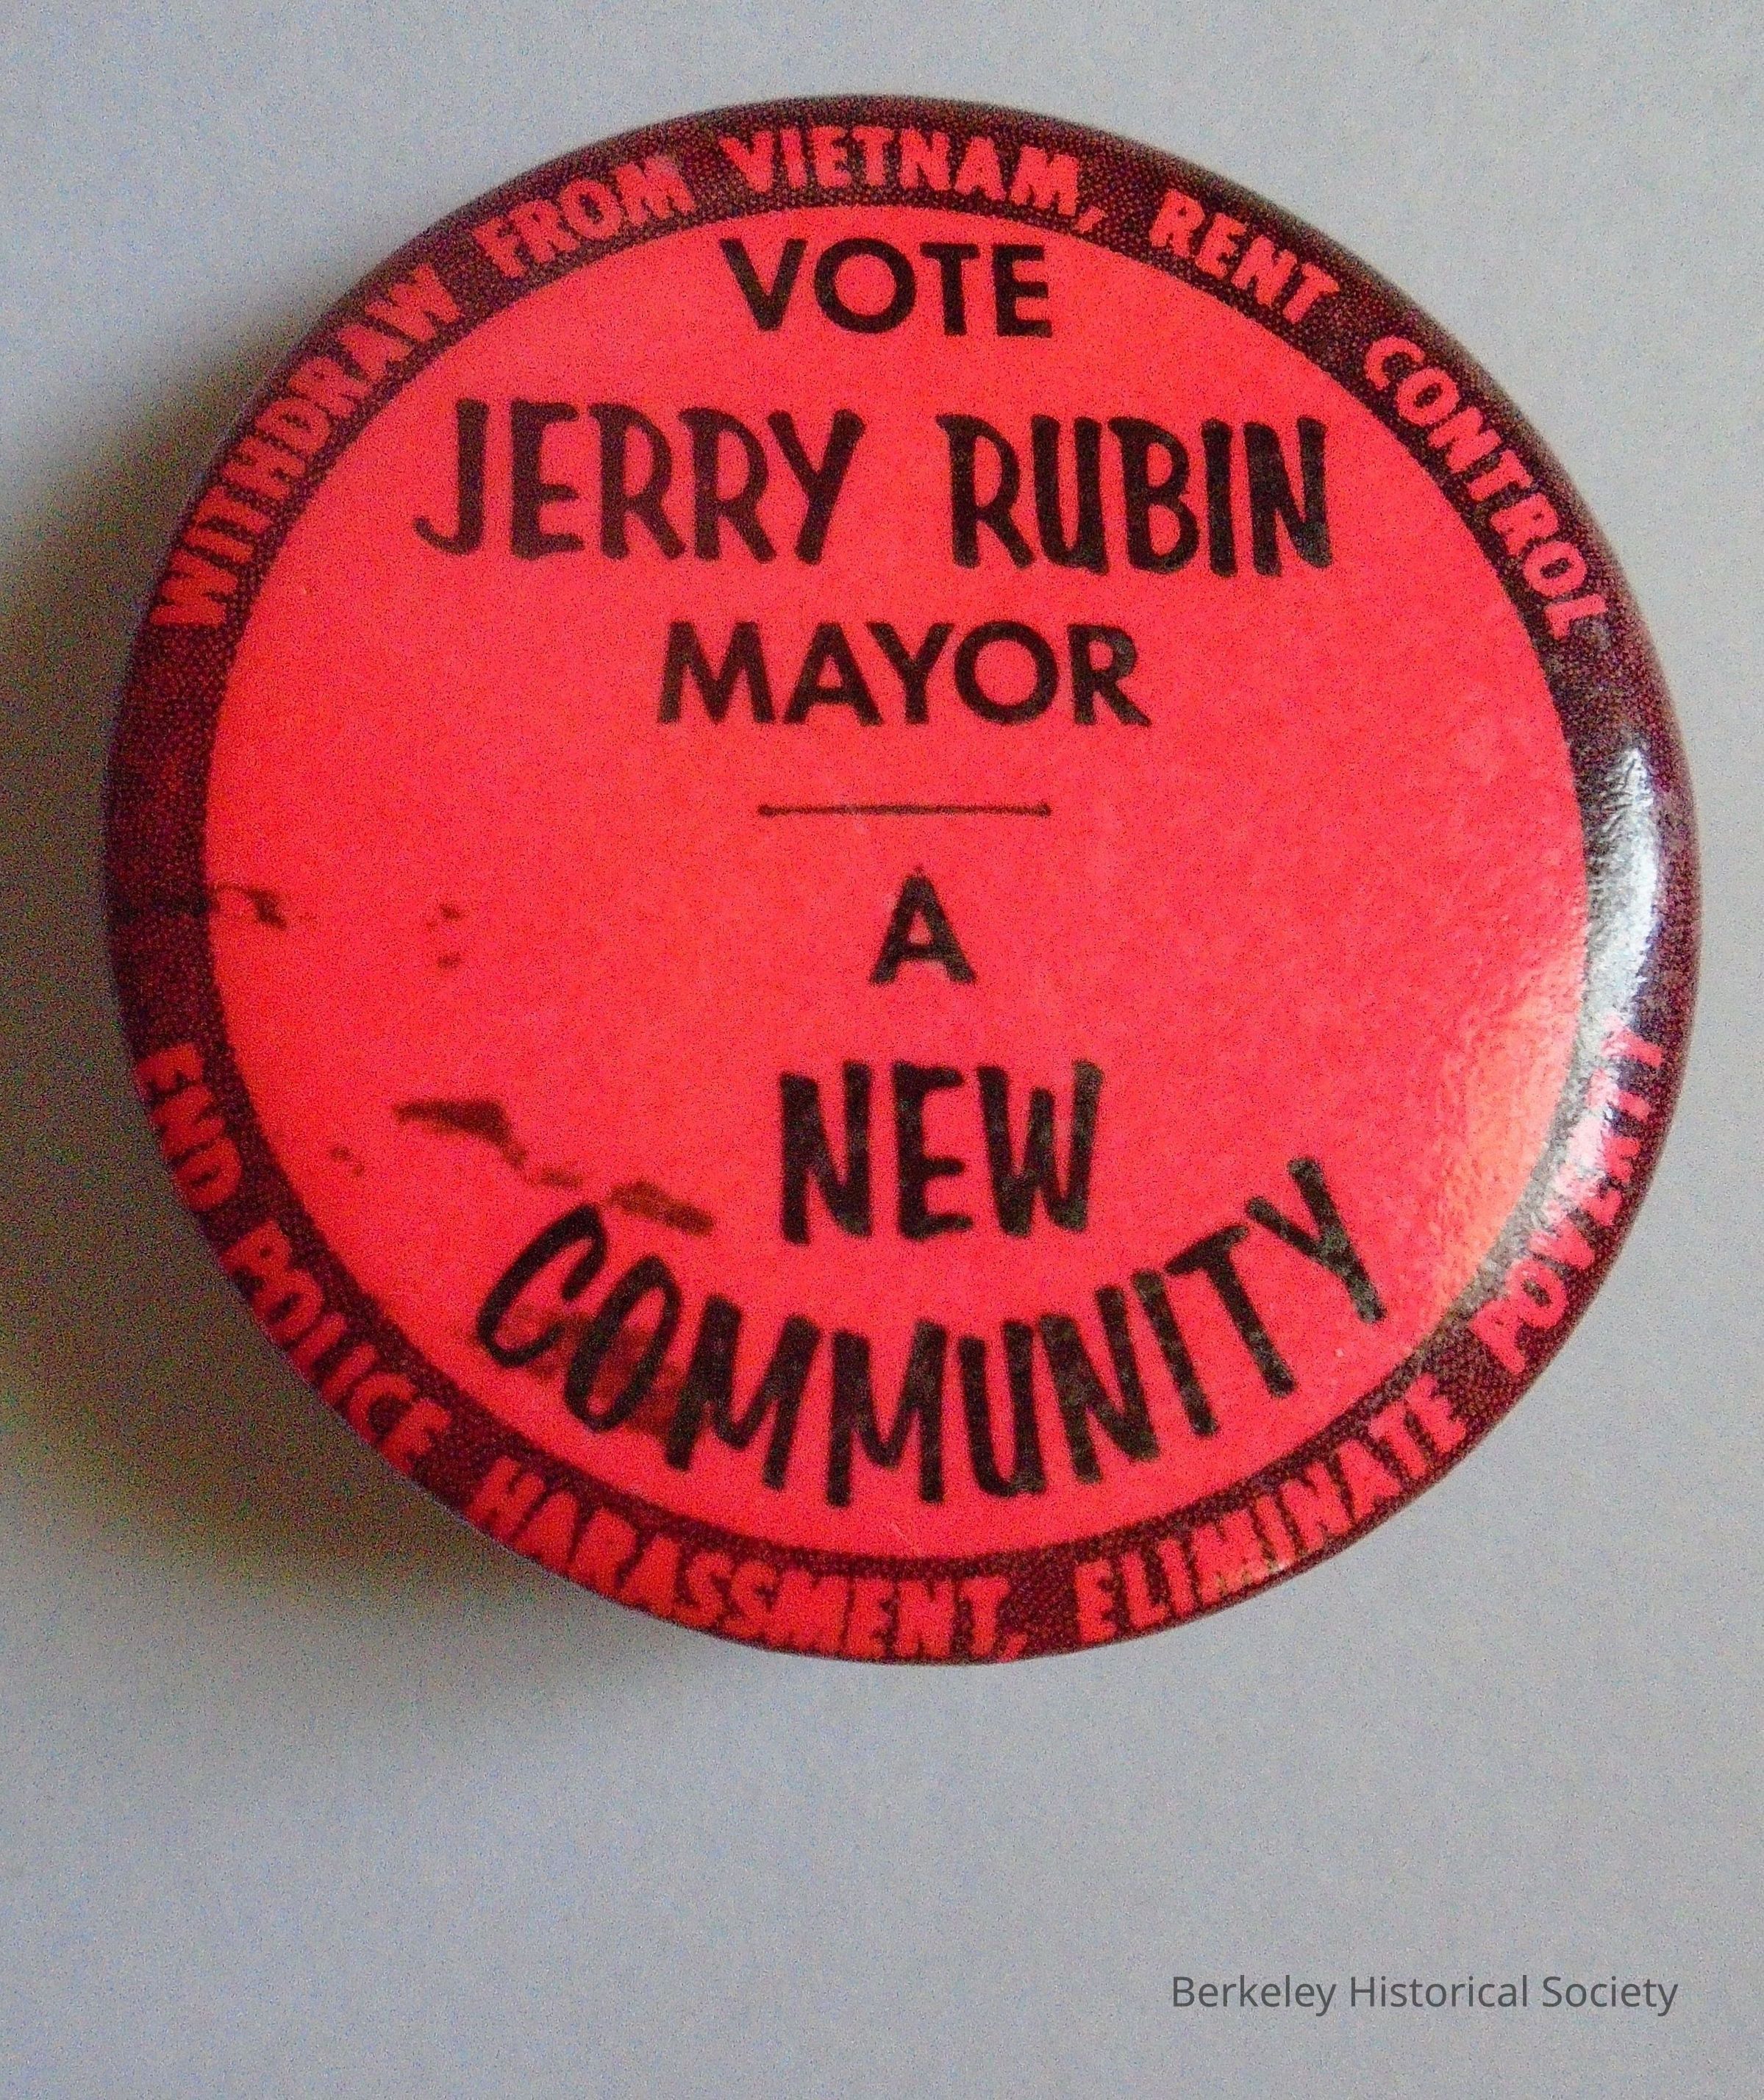 WITHDRAW FROM VIETNAM, RENT CONTROL
VOTE
JERRY RUBIN
MAYOR
A
NEW
COMMUNITY
END POLICE HARASSMENT, ELIMINATE POVERTY
Berkeley Historical Society